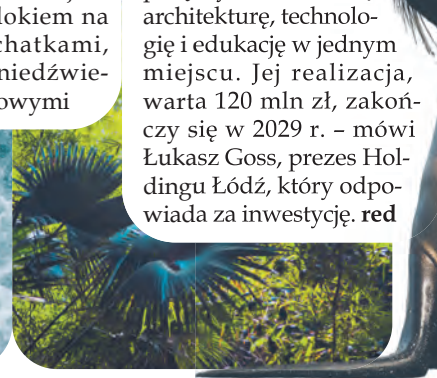 lokiem na
chatkami,
niedźwie-
owymi
architekturę, technolo-
gię i edukację w jednym
miejscu. Jej realizacja,
warta 120 mln zł, zakoń-
czy się w 2029 r. – mówi
Łukasz Goss, prezes Hol-
dingu Łódź, który odpo-
wiada za inwestycję. red